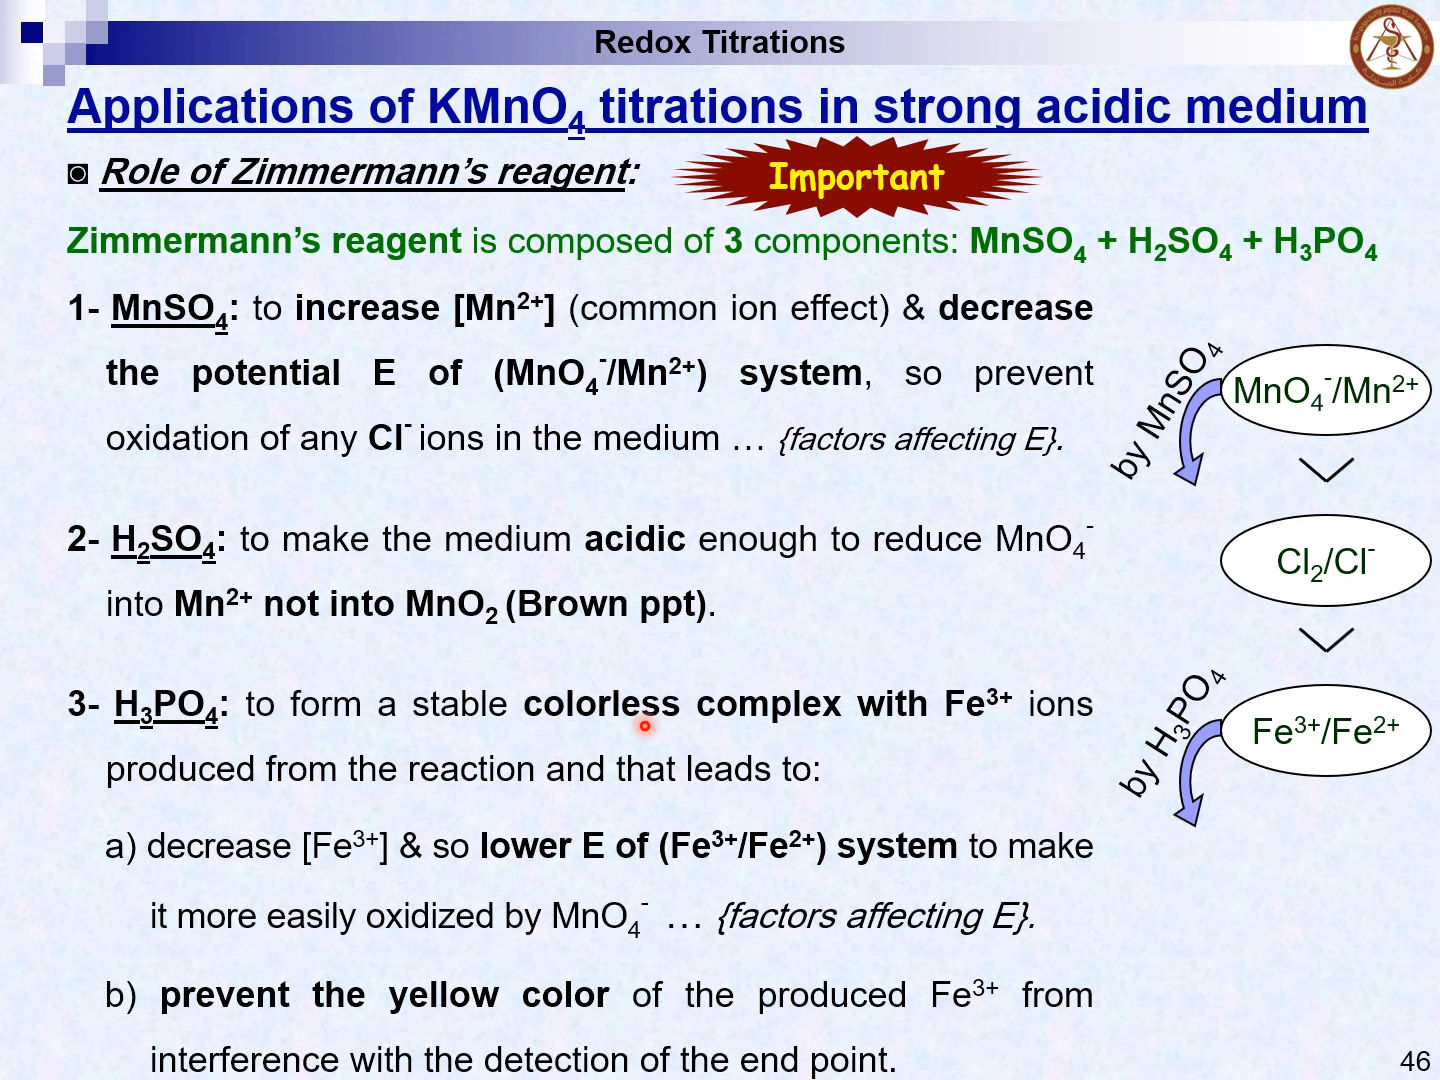 Redox Titrations
Applications of KMnO₄ titrations in strong acidic medium
◙ Role of Zimmermann’s reagent:
Important
Zimmermann’s reagent is composed of 3 components: MnSO₄ + H₂SO₄ + H₃PO₄
1- MnSO₄: to increase [Mn²⁺] (common ion effect) & decrease
the potential E of (MnO₄⁻/Mn²⁺) system, so prevent
oxidation of any Cl⁻ ions in the medium … {factors affecting E}.
2- H₂SO₄: to make the medium acidic enough to reduce MnO₄⁻
into Mn²⁺ not into MnO₂ (Brown ppt).
3- H₃PO₄: to form a stable colorless complex with Fe³⁺ ions
produced from the reaction and that leads to:
a) decrease [Fe³⁺] & so lower E of (Fe³⁺/Fe²⁺) system to make
it more easily oxidized by MnO₄⁻ … {factors affecting E}.
b) prevent the yellow color of the produced Fe³⁺ from
interference with the detection of the end point.
by MnSO₄
MnO₄⁻/Mn²⁺
Cl₂/Cl⁻
by H₃PO₄
Fe³⁺/Fe²⁺
46